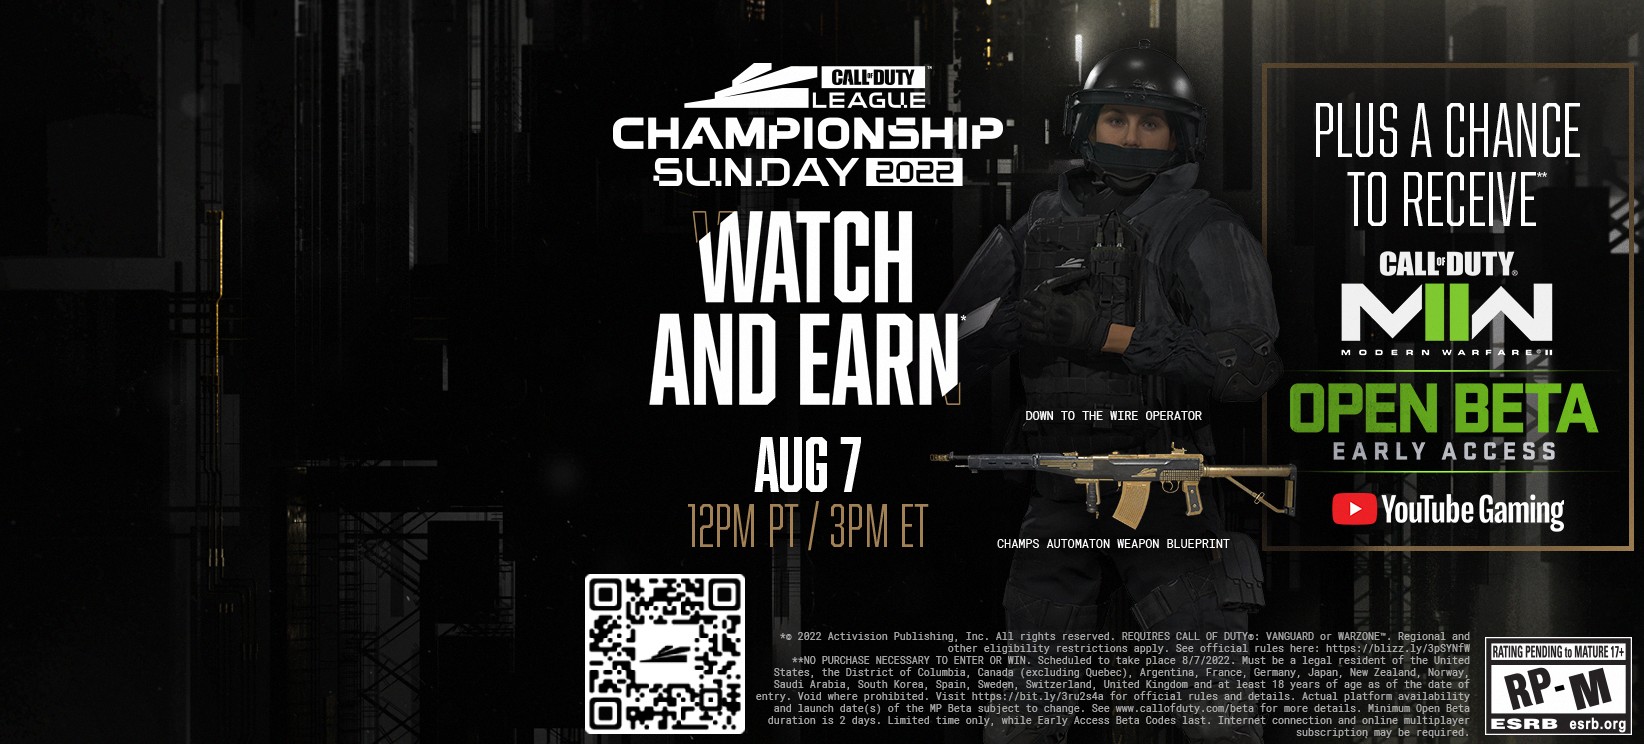 CALL OF DUTY
LEAGUE
CHAMPIONSHIP
SUNDAY 2022
WATCH
AND EARN*
AUG 7
12PM PT / 3PM ET
DOWN TO THE WIRE OPERATOR
CHAMPS AUTOMATON WEAPON BLUEPRINT
PLUS A CHANCE
TO RECEIVE**
CALL OF DUTY®
MIIW
MODERN WARFARE® II
OPEN BETA
EARLY ACCESS
YouTube Gaming
*© 2022 Activision Publishing, Inc. All rights reserved. REQUIRES CALL OF DUTY®: VANGUARD or WARZONE™. Regional and
other eligibility restrictions apply. See official rules here: https://blizz.ly/3pSYNfW
**NO PURCHASE NECESSARY TO ENTER OR WIN. Scheduled to take place 8/7/2022. Must be a legal resident of the United
States, the District of Columbia, Canada (excluding Quebec), Argentina, France, Germany, Japan, New Zealand, Norway,
Saudi Arabia, South Korea, Spain, Sweden, Switzerland, United Kingdom and at least 18 years of age as of the date of
entry. Void where prohibited. Visit https://bit.ly/3ru2s4a for official rules and details. Actual platform availability
and launch date(s) of the MP Beta subject to change. See www.callofduty.com/beta for more details. Minimum Open Beta
duration is 2 days. Limited time only, while Early Access Beta Codes last. Internet connection and online multiplayer
subscription may be required.
RATING PENDING to MATURE 17+
RP-M
ESRB esrb.org